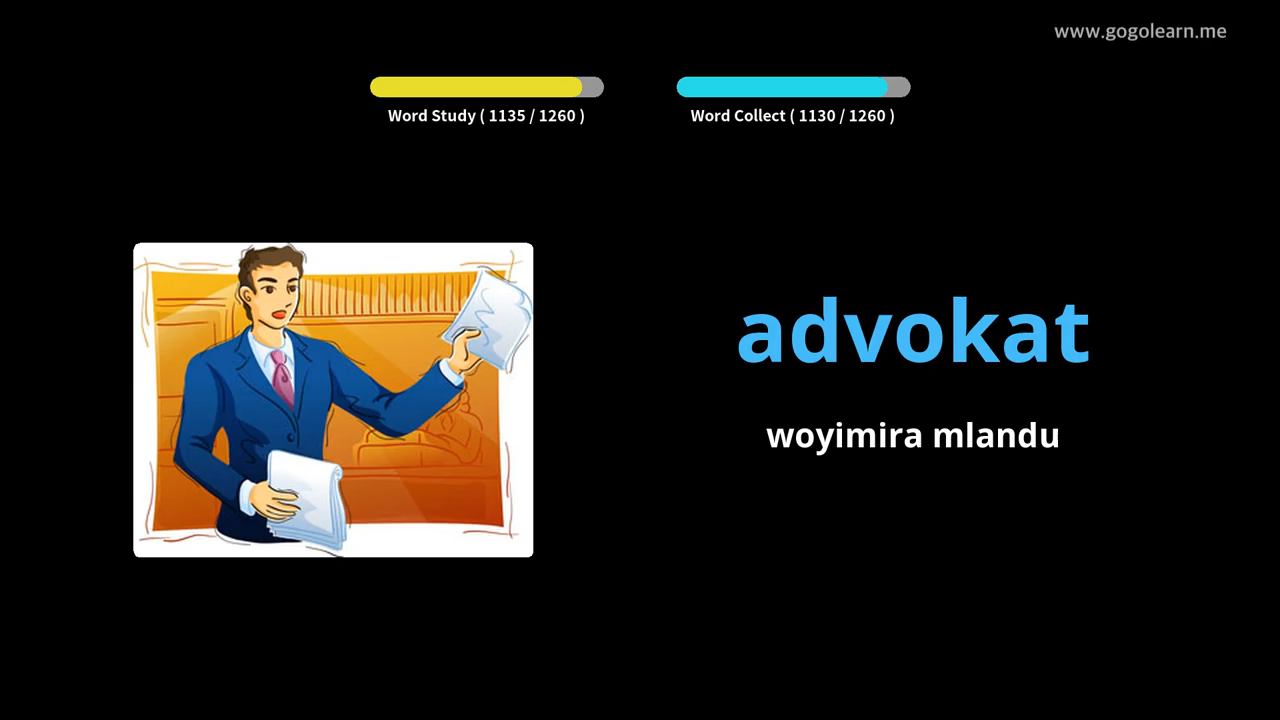 www.gogolearn.me
Word Study ( 1135 / 1260 )
Word Collect ( 1130 / 1260 )
advokat
woyimira mlandu